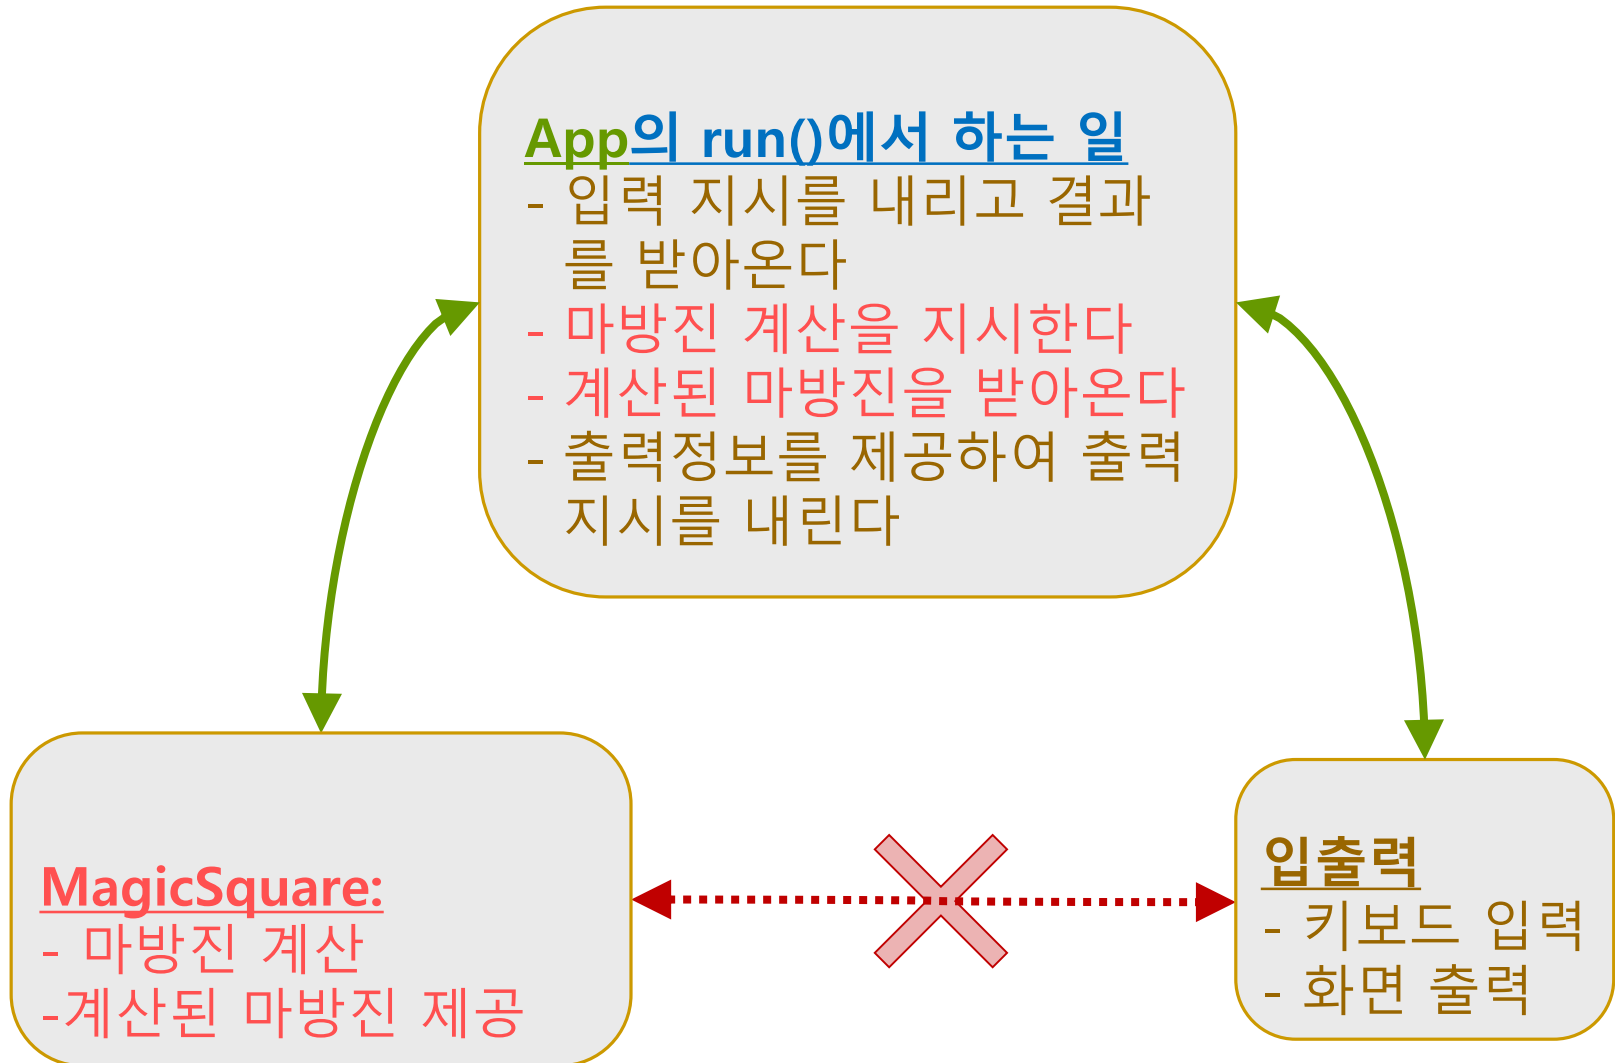 App의 run()에서 하는 일
- 입력 지시를 내리고 결과
를 받아온다
- 마방진 계산을 지시한다
- 계산된 마방진을 받아온다
- 출력정보를 제공하여 출력
지시를 내린다
MagicSquare:
- 마방진 계산
-계산된 마방진 제공
입출력
- 키보드 입력
- 화면 출력